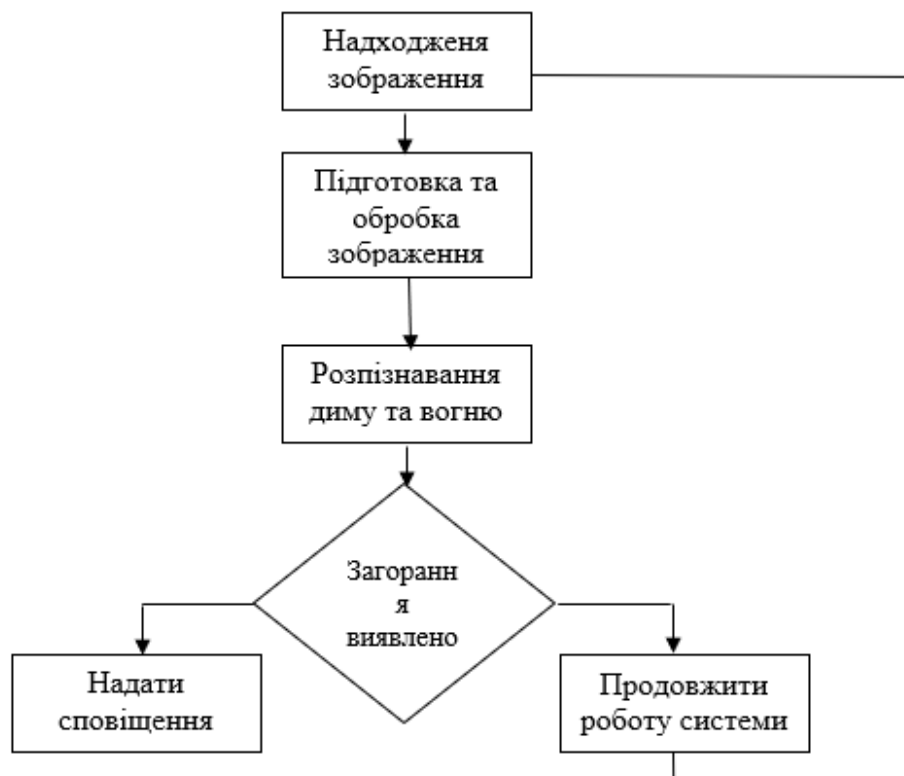 Надходженя
зображення
Підготовка та
обробка
зображення
Розпізнавання
диму та вогню
Загоранн
я
виявлено
Надати
сповіщення
Продовжити
роботу системи